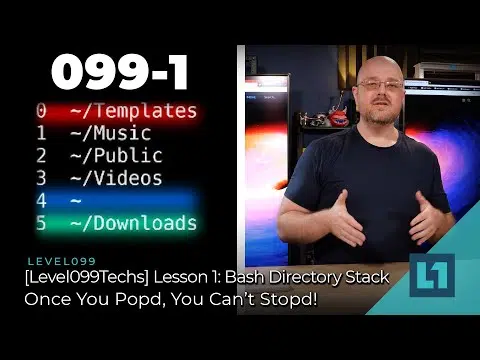 099-1
0 ~/Templates
1 ~/Music
2 ~/Public
3 ~/Videos
4 ~
5 ~/Downloads
LEVEL099
[Level099Techs] Lesson 1: Bash Directory Stack
Once You Popd, You Can't Stopd!
L1